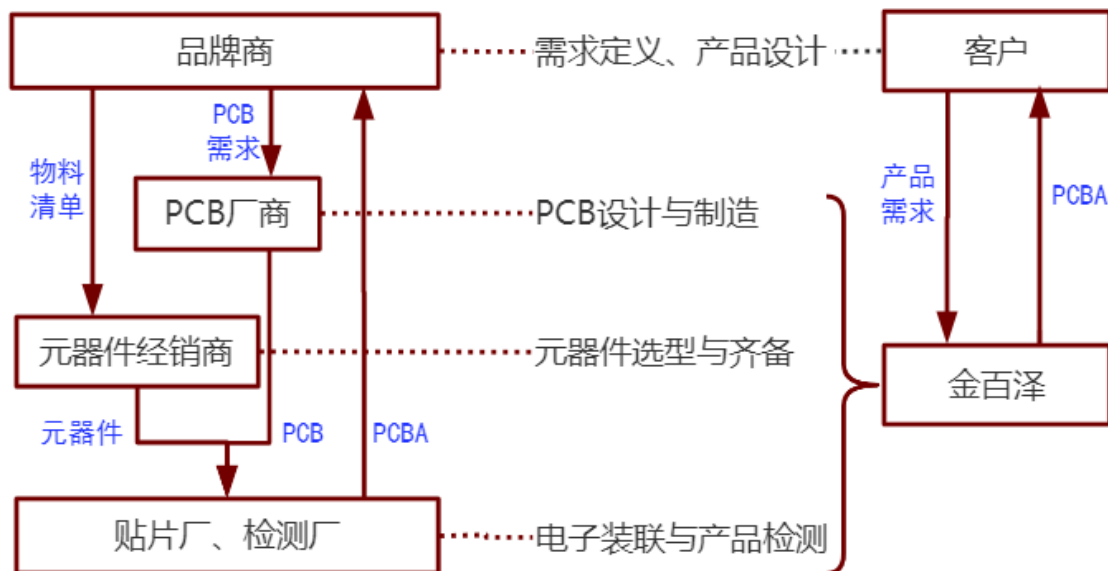 品牌商
需求定义、产品设计
客户
PCB
需求
物料
清单
产品
需求
PCBA
PCB厂商
PCB设计与制造
元器件经销商
元器件选型与齐备
金百泽
元器件
PCB
PCBA
贴片厂、检测厂
电子装联与产品检测